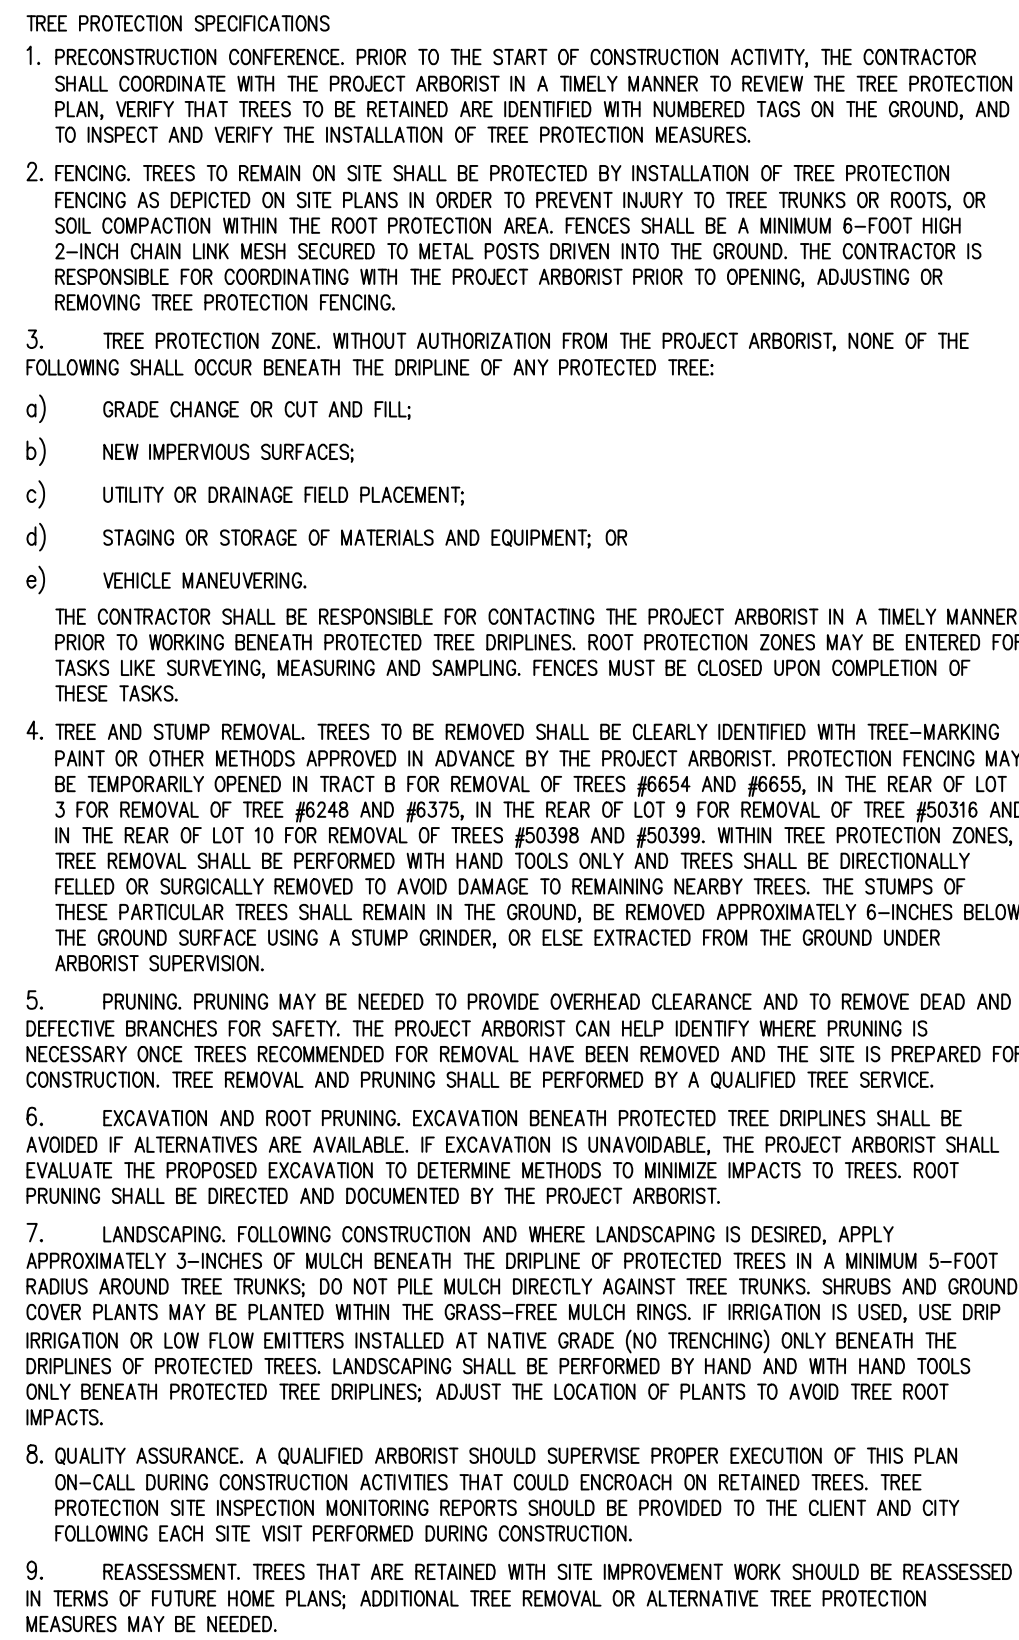 TREE PROTECTION SPECIFICATIONS
1. PRECONSTRUCTION CONFERENCE. PRIOR TO THE START OF CONSTRUCTION ACTIVITY, THE CONTRACTOR
SHALL COORDINATE WITH THE PROJECT ARBORIST IN A TIMELY MANNER TO REVIEW THE TREE PROTECTION
PLAN, VERIFY THAT TREES TO BE RETAINED ARE IDENTIFIED WITH NUMBERED TAGS ON THE GROUND, AND
TO INSPECT AND VERIFY THE INSTALLATION OF TREE PROTECTION MEASURES.
2. FENCING. TREES TO REMAIN ON SITE SHALL BE PROTECTED BY INSTALLATION OF TREE PROTECTION
FENCING AS DEPICTED ON SITE PLANS IN ORDER TO PREVENT INJURY TO TREE TRUNKS OR ROOTS, OR
SOIL COMPACTION WITHIN THE ROOT PROTECTION AREA. FENCES SHALL BE A MINIMUM 6-FOOT HIGH
2-INCH CHAIN LINK MESH SECURED TO METAL POSTS DRIVEN INTO THE GROUND. THE CONTRACTOR IS
RESPONSIBLE FOR COORDINATING WITH THE PROJECT ARBORIST PRIOR TO OPENING, ADJUSTING OR
REMOVING TREE PROTECTION FENCING.
3. TREE PROTECTION ZONE. WITHOUT AUTHORIZATION FROM THE PROJECT ARBORIST, NONE OF THE
FOLLOWING SHALL OCCUR BENEATH THE DRIPLINE OF ANY PROTECTED TREE:
a) GRADE CHANGE OR CUT AND FILL;
b) NEW IMPERVIOUS SURFACES;
c) UTILITY OR DRAINAGE FIELD PLACEMENT;
d) STAGING OR STORAGE OF MATERIALS AND EQUIPMENT; OR
e) VEHICLE MANEUVERING.
THE CONTRACTOR SHALL BE RESPONSIBLE FOR CONTACTING THE PROJECT ARBORIST IN A TIMELY MANNER
PRIOR TO WORKING BENEATH PROTECTED TREE DRIPLINES. ROOT PROTECTION ZONES MAY BE ENTERED FOR
TASKS LIKE SURVEYING, MEASURING AND SAMPLING. FENCES MUST BE CLOSED UPON COMPLETION OF
THESE TASKS.
4. TREE AND STUMP REMOVAL. TREES TO BE REMOVED SHALL BE CLEARLY IDENTIFIED WITH TREE-MARKING
PAINT OR OTHER METHODS APPROVED IN ADVANCE BY THE PROJECT ARBORIST. PROTECTION FENCING MAY
BE TEMPORARILY OPENED IN TRACT B FOR REMOVAL OF TREES #6654 AND #6655, IN THE REAR OF LOT
3 FOR REMOVAL OF TREE #6248 AND #6375, IN THE REAR OF LOT 9 FOR REMOVAL OF TREE #50316 AND
IN THE REAR OF LOT 10 FOR REMOVAL OF TREES #50398 AND #50399. WITHIN TREE PROTECTION ZONES,
TREE REMOVAL SHALL BE PERFORMED WITH HAND TOOLS ONLY AND TREES SHALL BE DIRECTIONALLY
FELLED OR SURGICALLY REMOVED TO AVOID DAMAGE TO REMAINING NEARBY TREES. THE STUMPS OF
THESE PARTICULAR TREES SHALL REMAIN IN THE GROUND, BE REMOVED APPROXIMATELY 6-INCHES BELOW
THE GROUND SURFACE USING A STUMP GRINDER, OR ELSE EXTRACTED FROM THE GROUND UNDER
ARBORIST SUPERVISION.
5. PRUNING. PRUNING MAY BE NEEDED TO PROVIDE OVERHEAD CLEARANCE AND TO REMOVE DEAD AND
DEFECTIVE BRANCHES FOR SAFETY. THE PROJECT ARBORIST CAN HELP IDENTIFY WHERE PRUNING IS
NECESSARY ONCE TREES RECOMMENDED FOR REMOVAL HAVE BEEN REMOVED AND THE SITE IS PREPARED FOR
CONSTRUCTION. TREE REMOVAL AND PRUNING SHALL BE PERFORMED BY A QUALIFIED TREE SERVICE.
6. EXCAVATION AND ROOT PRUNING. EXCAVATION BENEATH PROTECTED TREE DRIPLINES SHALL BE
AVOIDED IF ALTERNATIVES ARE AVAILABLE. IF EXCAVATION IS UNAVOIDABLE, THE PROJECT ARBORIST SHALL
EVALUATE THE PROPOSED EXCAVATION TO DETERMINE METHODS TO MINIMIZE IMPACTS TO TREES. ROOT
PRUNING SHALL BE DIRECTED AND DOCUMENTED BY THE PROJECT ARBORIST.
7. LANDSCAPING. FOLLOWING CONSTRUCTION AND WHERE LANDSCAPING IS DESIRED, APPLY
APPROXIMATELY 3-INCHES OF MULCH BENEATH THE DRIPLINE OF PROTECTED TREES IN A MINIMUM 5-FOOT
RADIUS AROUND TREE TRUNKS; DO NOT PILE MULCH DIRECTLY AGAINST TREE TRUNKS. SHRUBS AND GROUND
COVER PLANTS MAY BE PLANTED WITHIN THE GRASS-FREE MULCH RINGS. IF IRRIGATION IS USED, USE DRIP
IRRIGATION OR LOW FLOW EMITTERS INSTALLED AT NATIVE GRADE (NO TRENCHING) ONLY BENEATH THE
DRIPLINES OF PROTECTED TREES. LANDSCAPING SHALL BE PERFORMED BY HAND AND WITH HAND TOOLS
ONLY BENEATH PROTECTED TREE DRIPLINES; ADJUST THE LOCATION OF PLANTS TO AVOID TREE ROOT
IMPACTS.
8. QUALITY ASSURANCE. A QUALIFIED ARBORIST SHOULD SUPERVISE PROPER EXECUTION OF THIS PLAN
ON-CALL DURING CONSTRUCTION ACTIVITIES THAT COULD ENCROACH ON RETAINED TREES. TREE
PROTECTION SITE INSPECTION MONITORING REPORTS SHOULD BE PROVIDED TO THE CLIENT AND CITY
FOLLOWING EACH SITE VISIT PERFORMED DURING CONSTRUCTION.
9. REASSESSMENT. TREES THAT ARE RETAINED WITH SITE IMPROVEMENT WORK SHOULD BE REASSESSED
IN TERMS OF FUTURE HOME PLANS; ADDITIONAL TREE REMOVAL OR ALTERNATIVE TREE PROTECTION
MEASURES MAY BE NEEDED.